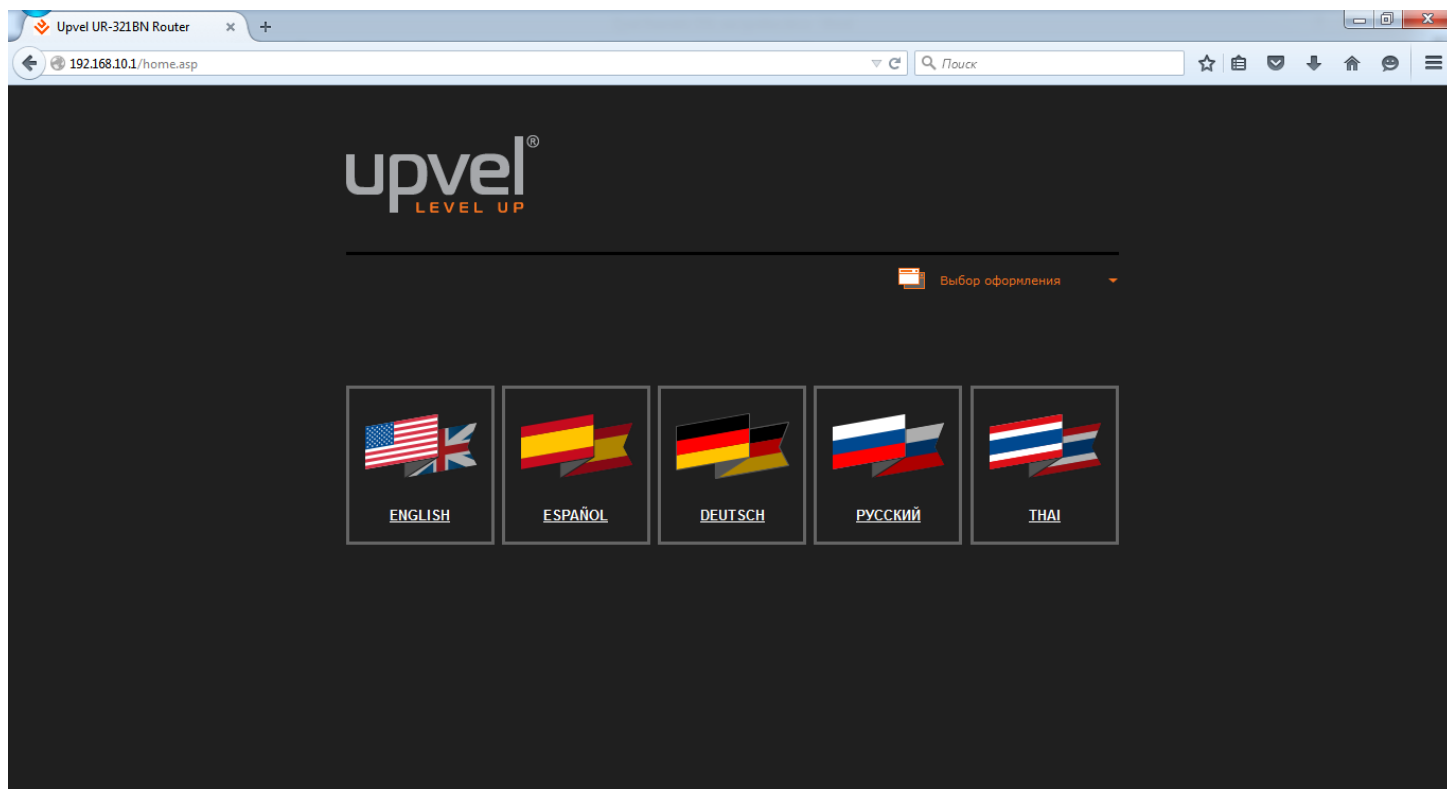 Upvel UR-321BN Router
192.168.10.1/home.asp
Поиск
upvel®
LEVEL UP
Выбор оформления
ENGLISH
ESPAÑOL
DEUTSCH
РУССКИЙ
THAI